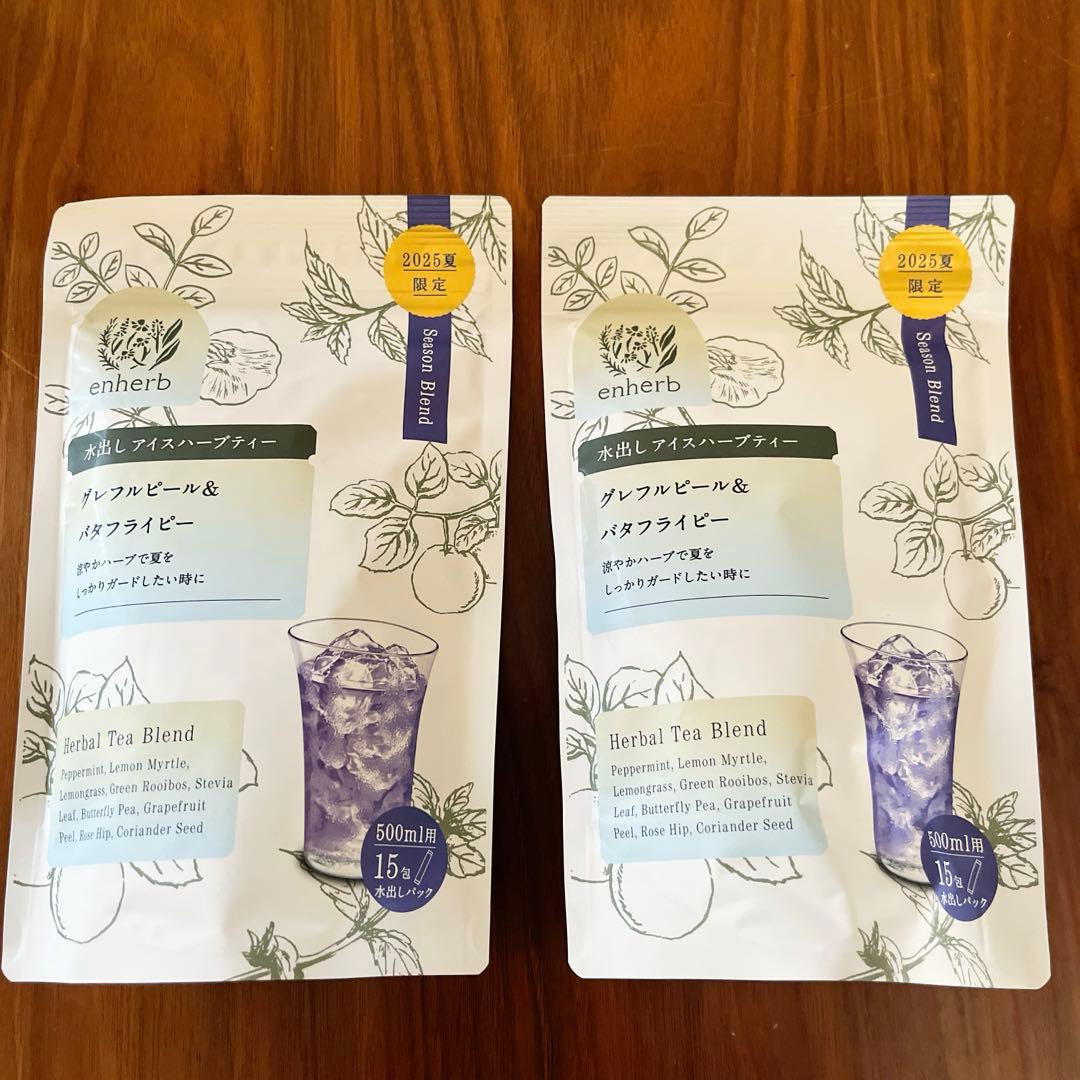 2025夏
限定
Season Blend
enherb
水出しアイスハーブティー
グレフルピール&
バタフライピー
涼やかハーブで夏を
しっかりガードしたい時に
Herbal Tea Blend
Peppermint, Lemon Myrtle,
Lemongrass, Green Rooibos, Stevia
Leaf, Butterfly Pea, Grapefruit
Peel, Rose Hip, Coriander Seed
500ml用
15包
水出しパック
2025夏
限定
Season Blend
enherb
水出しアイスハーブティー
グレフルピール&
バタフライピー
涼やかハーブで夏を
しっかりガードしたい時に
Herbal Tea Blend
Peppermint, Lemon Myrtle,
Lemongrass, Green Rooibos, Stevia
Leaf, Butterfly Pea, Grapefruit
Peel, Rose Hip, Coriander Seed
500ml用
15包
水出しパック